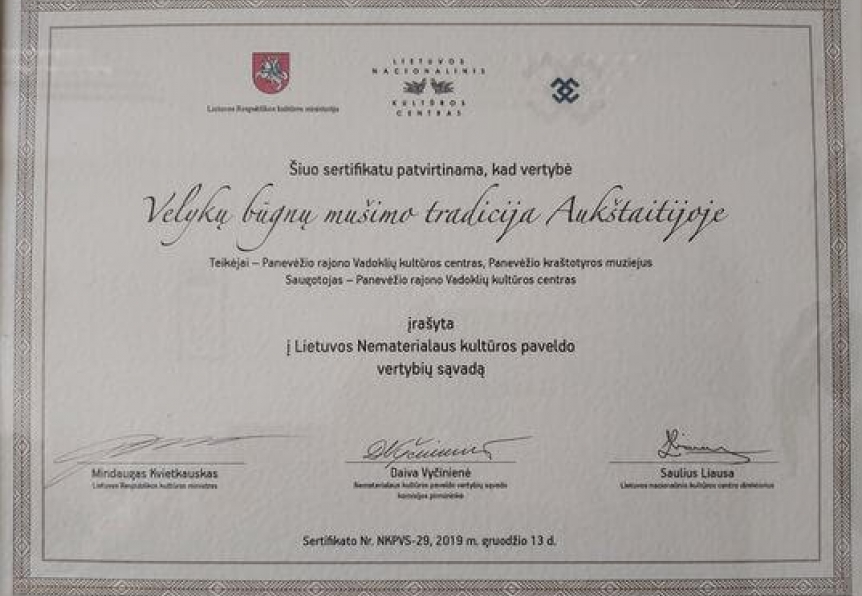 Lietuvos Respublikos kultūros ministerija
LIETUVOS
NACIONALINIS
KULTŪROS
CENTRAS
Šiuo sertifikatu patvirtinama, kad vertybė
Velykų būgnų mušimo tradicija Aukštaitijoje
Teikėjai – Panevėžio rajono Vadoklių kultūros centras, Panevėžio kraštotyros muziejus
Saugotojas – Panevėžio rajono Vadoklių kultūros centras
įrašyta
į Lietuvos Nematerialaus kultūros paveldo
vertybių sąvadą
Mindaugas Kvietkauskas
Lietuvos Respublikos kultūros ministras
Daiva Vyčinienė
Nematerialaus kultūros paveldo vertybių sąvado
komisijos pirmininkė
Saulius Liausa
Lietuvos nacionalinio kultūros centro direktorius
Sertifikato Nr. NKPVS-29, 2019 m. gruodžio 13 d.